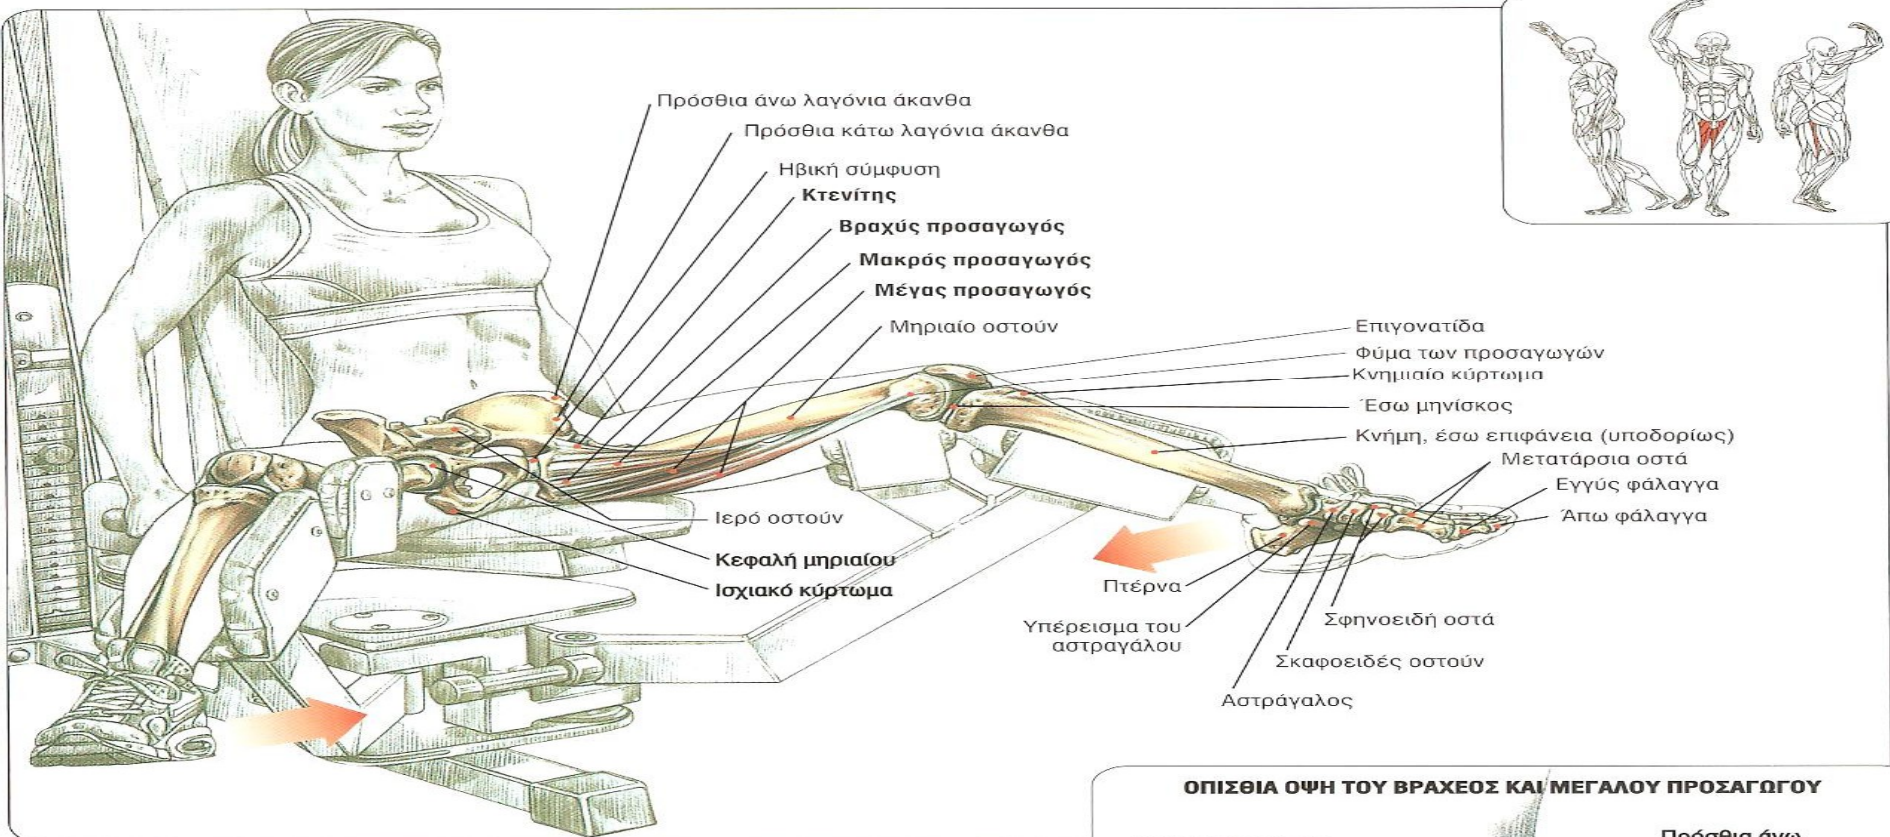 Πρόσθια άνω λαγόνια άκανθα
Πρόσθια κάτω λαγόνια άκανθα
Ηβική σύμφυση
Κτενίτης
Βραχύς προσαγωγός
Μακρός προσαγωγός
Μέγας προσαγωγός
Μηριαίο οστούν
Επιγονατίδα
Φύμα των προσαγωγών
Κνημιαίο κύρτωμα
Έσω μηνίσκος
Κνήμη, έσω επιφάνεια (υποδορίως)
Μετατάρσια οστά
Εγγύς φάλαγγα
Άπω φάλαγγα
Ιερό οστούν
Κεφαλή μηριαίου
Ισχιακό κύρτωμα
Πτέρνα
Υπέρεισμα του
αστραγάλου
Σφηνοειδή οστά
Σκαφοειδές οστούν
Αστράγαλος
ΟΠΙΣΘΙΑ ΟΨΗ ΤΟΥ ΒΡΑΧΕΟΣ ΚΑΙ ΜΕΓΑΛΟΥ ΠΡΟΣΑΓΩΓΟΥ
Πρόσθια άνω